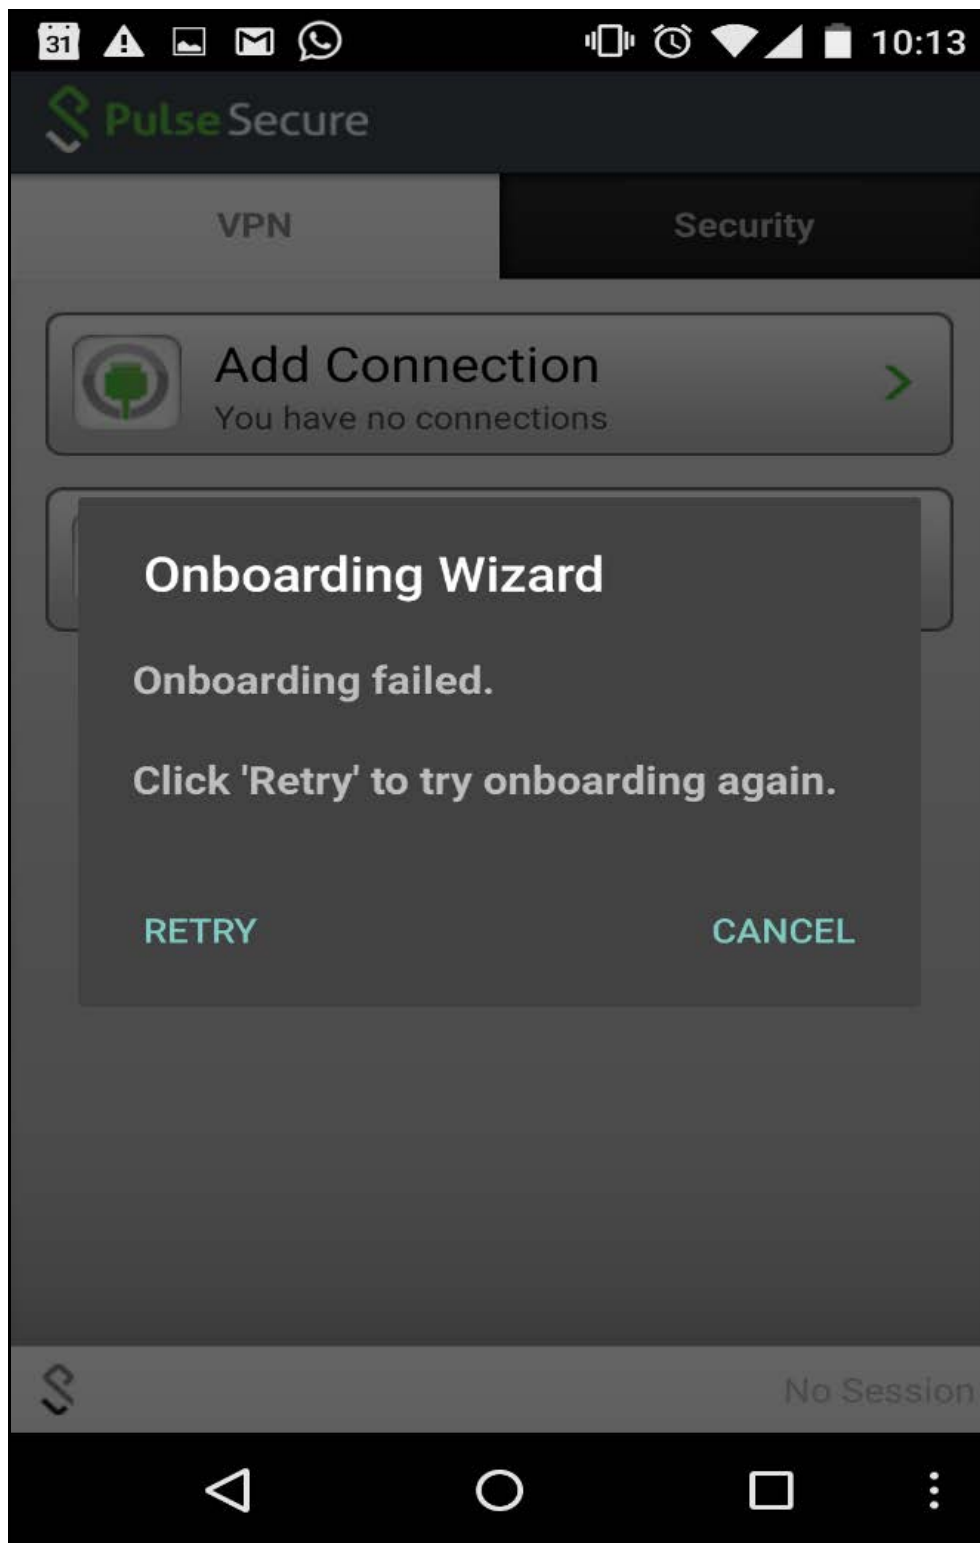 31
10:13
Pulse Secure
VPN
Security
Add Connection
You have no connections
Onboarding Wizard
Onboarding failed.
Click 'Retry' to try onboarding again.
RETRY
CANCEL
No Session